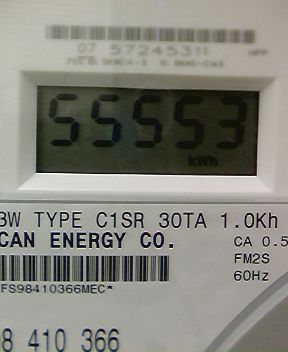 07 57245311
55553
kWh
3W TYPE C1SR 30TA 1.0Kh
CAN ENERGY CO.
CA 0.5
FM2S
60Hz
FS98410366MEC*
8 410 366